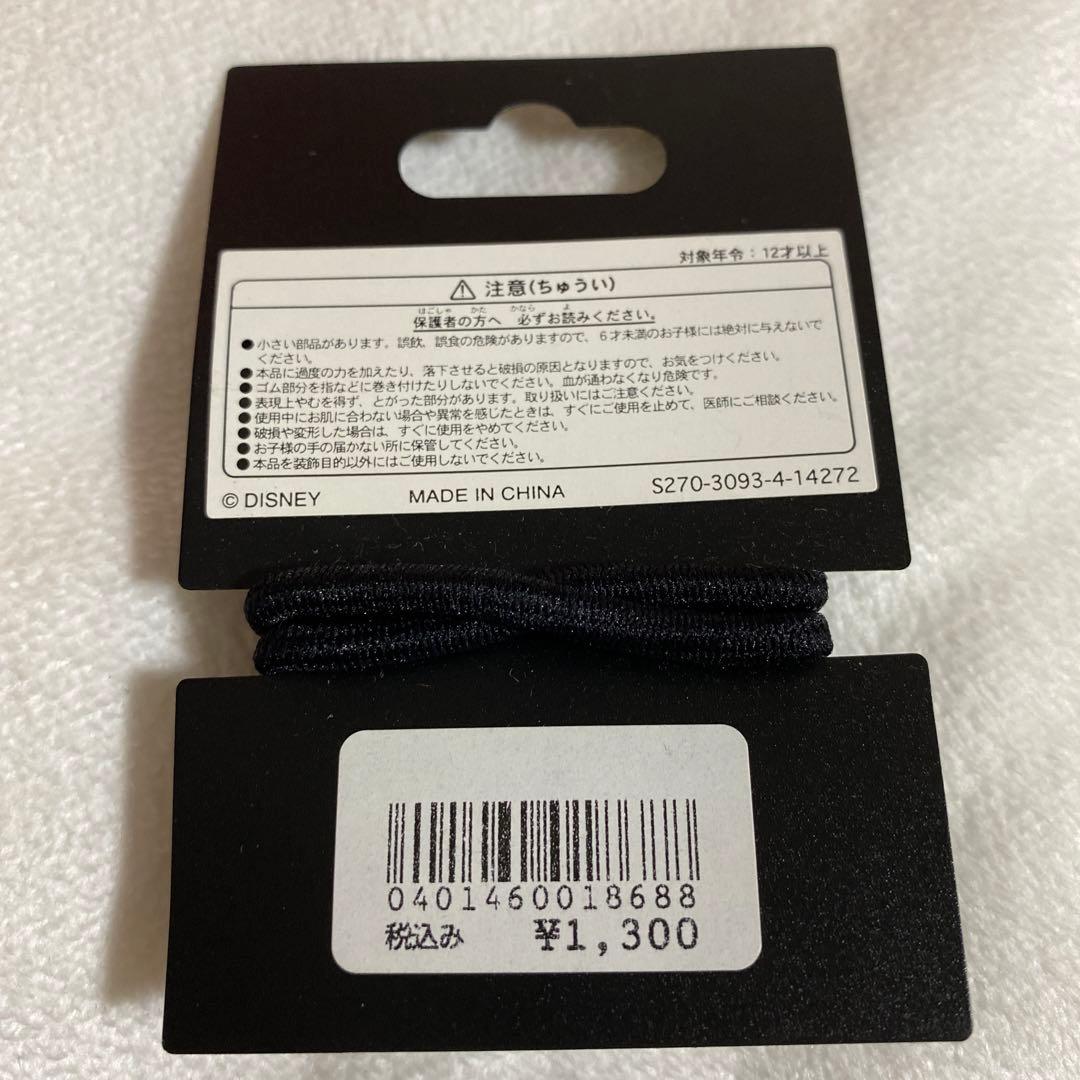 対象年令：12才以上
⚠ 注意(ちゅうい)
ほごしゃ かた かなら よ
保護者の方へ 必ずお読みください。
●小さい部品があります。誤飲、誤食の危険がありますので、6才未満のお子様には絶対に与えないで
ください。
●本品に過度の力を加えたり、落下させると破損の原因となりますので、お気をつけください。
●ゴム部分を指などに巻き付けたりしないでください。血が通わなくなり危険です。
●表現上やむを得ず、とがった部分があります。取り扱いにはご注意ください。
●使用中にお肌に合わない場合や異常を感じたときは、すぐにご使用を止めて、医師にご相談ください。
●破損や変形した場合は、すぐに使用をやめてください。
●お子様の手の届かない所に保管してください。
●本品を装飾目的以外にはご使用しないでください。
© DISNEY MADE IN CHINA S270-3093-4-14272
0401460018688
税込み ¥1,300